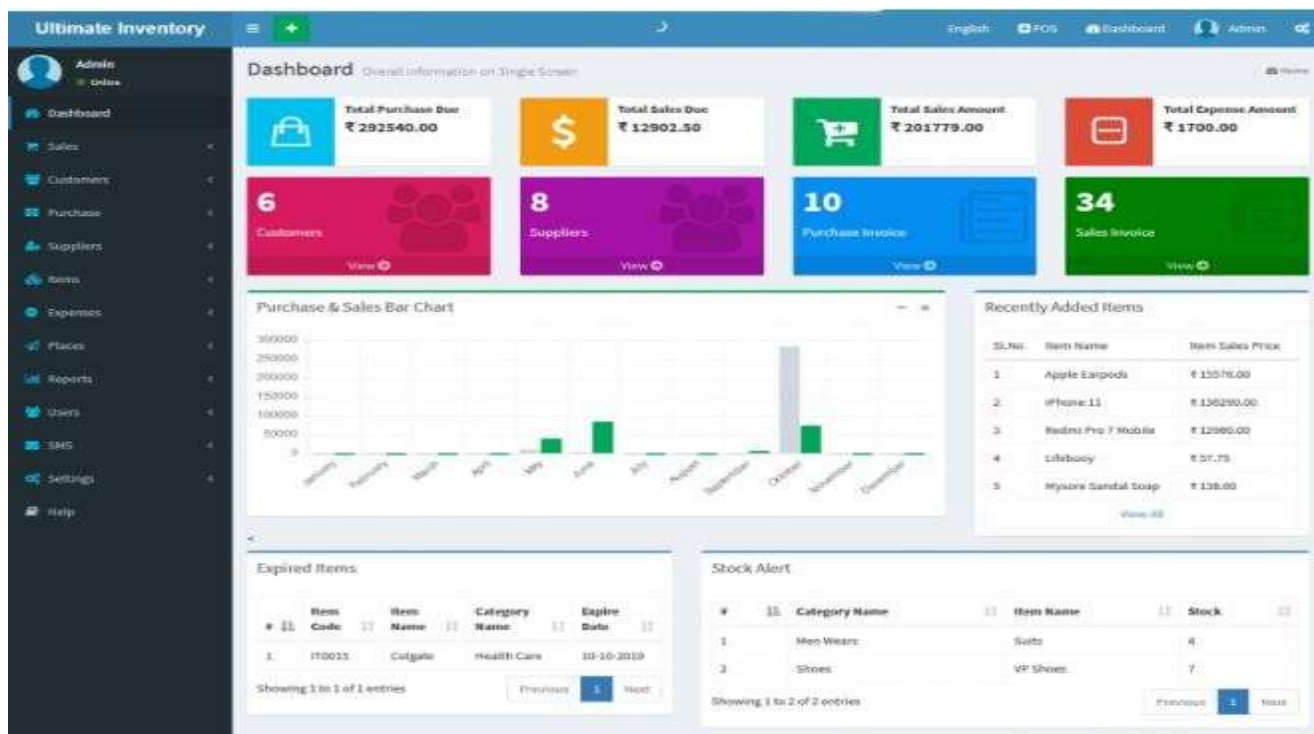 Ultimate Inventory
English POS Dashboard Admin
Admin
Online
Dashboard
Sales
Customers
Purchase
Suppliers
Items
Expenses
Places
Reports
Users
SMS
Settings
Help
Dashboard Overall Information on Single Screen
Home
Total Purchase Due
₹ 292540.00
Total Sales Due
₹ 12902.50
Total Sales Amount
₹ 201779.00
Total Expense Amount
₹ 1700.00
6
Customers
View
8
Suppliers
View
10
Purchase Invoice
View
34
Sales Invoice
View
Purchase & Sales Bar Chart
300000
250000
200000
150000
100000
50000
0
January February March April May June July August September October November December
Recently Added Items
Sl.No Item Name Item Sales Price
1 Apple Earpods ₹ 15576.00
2 iPhone 11 ₹ 136290.00
3 Redmi Pro 7 Mobile ₹ 12980.00
4 Lifebuoy ₹ 57.75
5 Mysore Sandal Soap ₹ 138.00
View All
<
Expired Items
# Item Code Item Name Category Name Expire Date
1 Colgate Health Care 10-10-2019
Showing 1 to 1 of 1 entries
Previous 1 Next
Stock Alert
# Category Name Item Name Stock
1 Men Wears Suits 4
2 Shoes VP Shoes 7
Showing 1 to 2 of 2 entries
Previous 1 Next